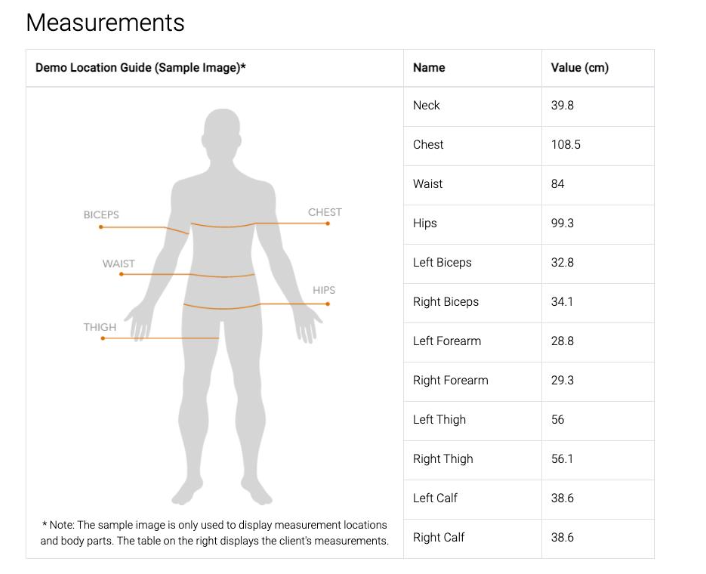 Measurements
Demo Location Guide (Sample Image)*
Name Value (cm)
BICEPS
CHEST
WAIST
HIPS
THIGH
* Note: The sample image is only used to display measurement locations
and body parts. The table on the right displays the client's measurements.
Neck 39.8
Chest 108.5
Waist 84
Hips 99.3
Left Biceps 32.8
Right Biceps 34.1
Left Forearm 28.8
Right Forearm 29.3
Left Thigh 56
Right Thigh 56.1
Left Calf 38.6
Right Calf 38.6